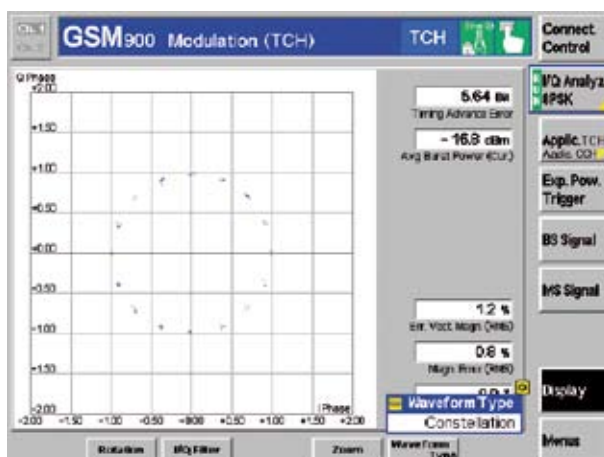 GSM900 Modulation (TCH) TCH
Connect. Control
Q Phase
+2.00
+1.50
+1.00
+0.50
+0.00
-0.50
-1.00
-1.50
-2.00
-2.00 -1.50 -1.00 -0.50 +0.00 +0.50 +1.00 +1.50
I Phase
5.64 Bit
Timing Advance Error
- 16.8 dBm
Avg Burst Power (Cur.)
1.2 %
Err. Vect. Magn (RMS)
0.8 %
Magn. Error (RMS)
Waveform Type
Constellation
I/Q Analyz
8PSK
Applic. TCH
Applic. CCH
Exp. Pow.
Trigger
BS Signal
MS Signal
Display
Menus
Rotation I/Q Filter Zoom Waveform Type